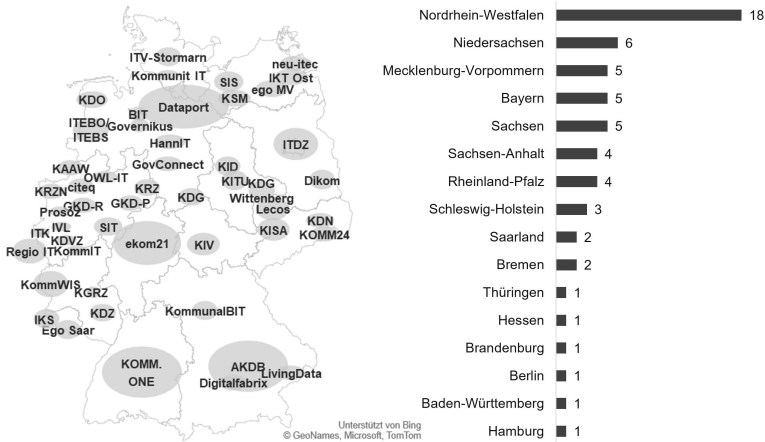 ITV-Stormarn
Kommunit IT
neu-itec
IKT Ost
SIS
ego MV
KSM
KDO
Dataport
BIT
ITEBO/
Governikus
ITEBS
HannIT
ITDZ
GovConnect
KAAW
KID
OWL-IT
citeq
KRZN
KRZ
KITU
KDG
Dikom
GKD-R
GKD-P
KDG
Wittenberg
Prosoz
Lecos
KDN
ITK
IVL
SIT
KISA
KOMM24
KDVZ
ekom21
KIV
Regio IT
KommIT
KommWIS
KGRZ
KDZ
KommunalBIT
IKS
Ego Saar
KOMM.
ONE
AKDB
LivingData
Digitalfabrix
Unterstützt von Bing
© GeoNames, Microsoft, TomTom
Nordrhein-Westfalen 18
Niedersachsen 6
Mecklenburg-Vorpommern 5
Bayern 5
Sachsen 5
Sachsen-Anhalt 4
Rheinland-Pfalz 4
Schleswig-Holstein 3
Saarland 2
Bremen 2
Thüringen 1
Hessen 1
Brandenburg 1
Berlin 1
Baden-Württemberg 1
Hamburg 1